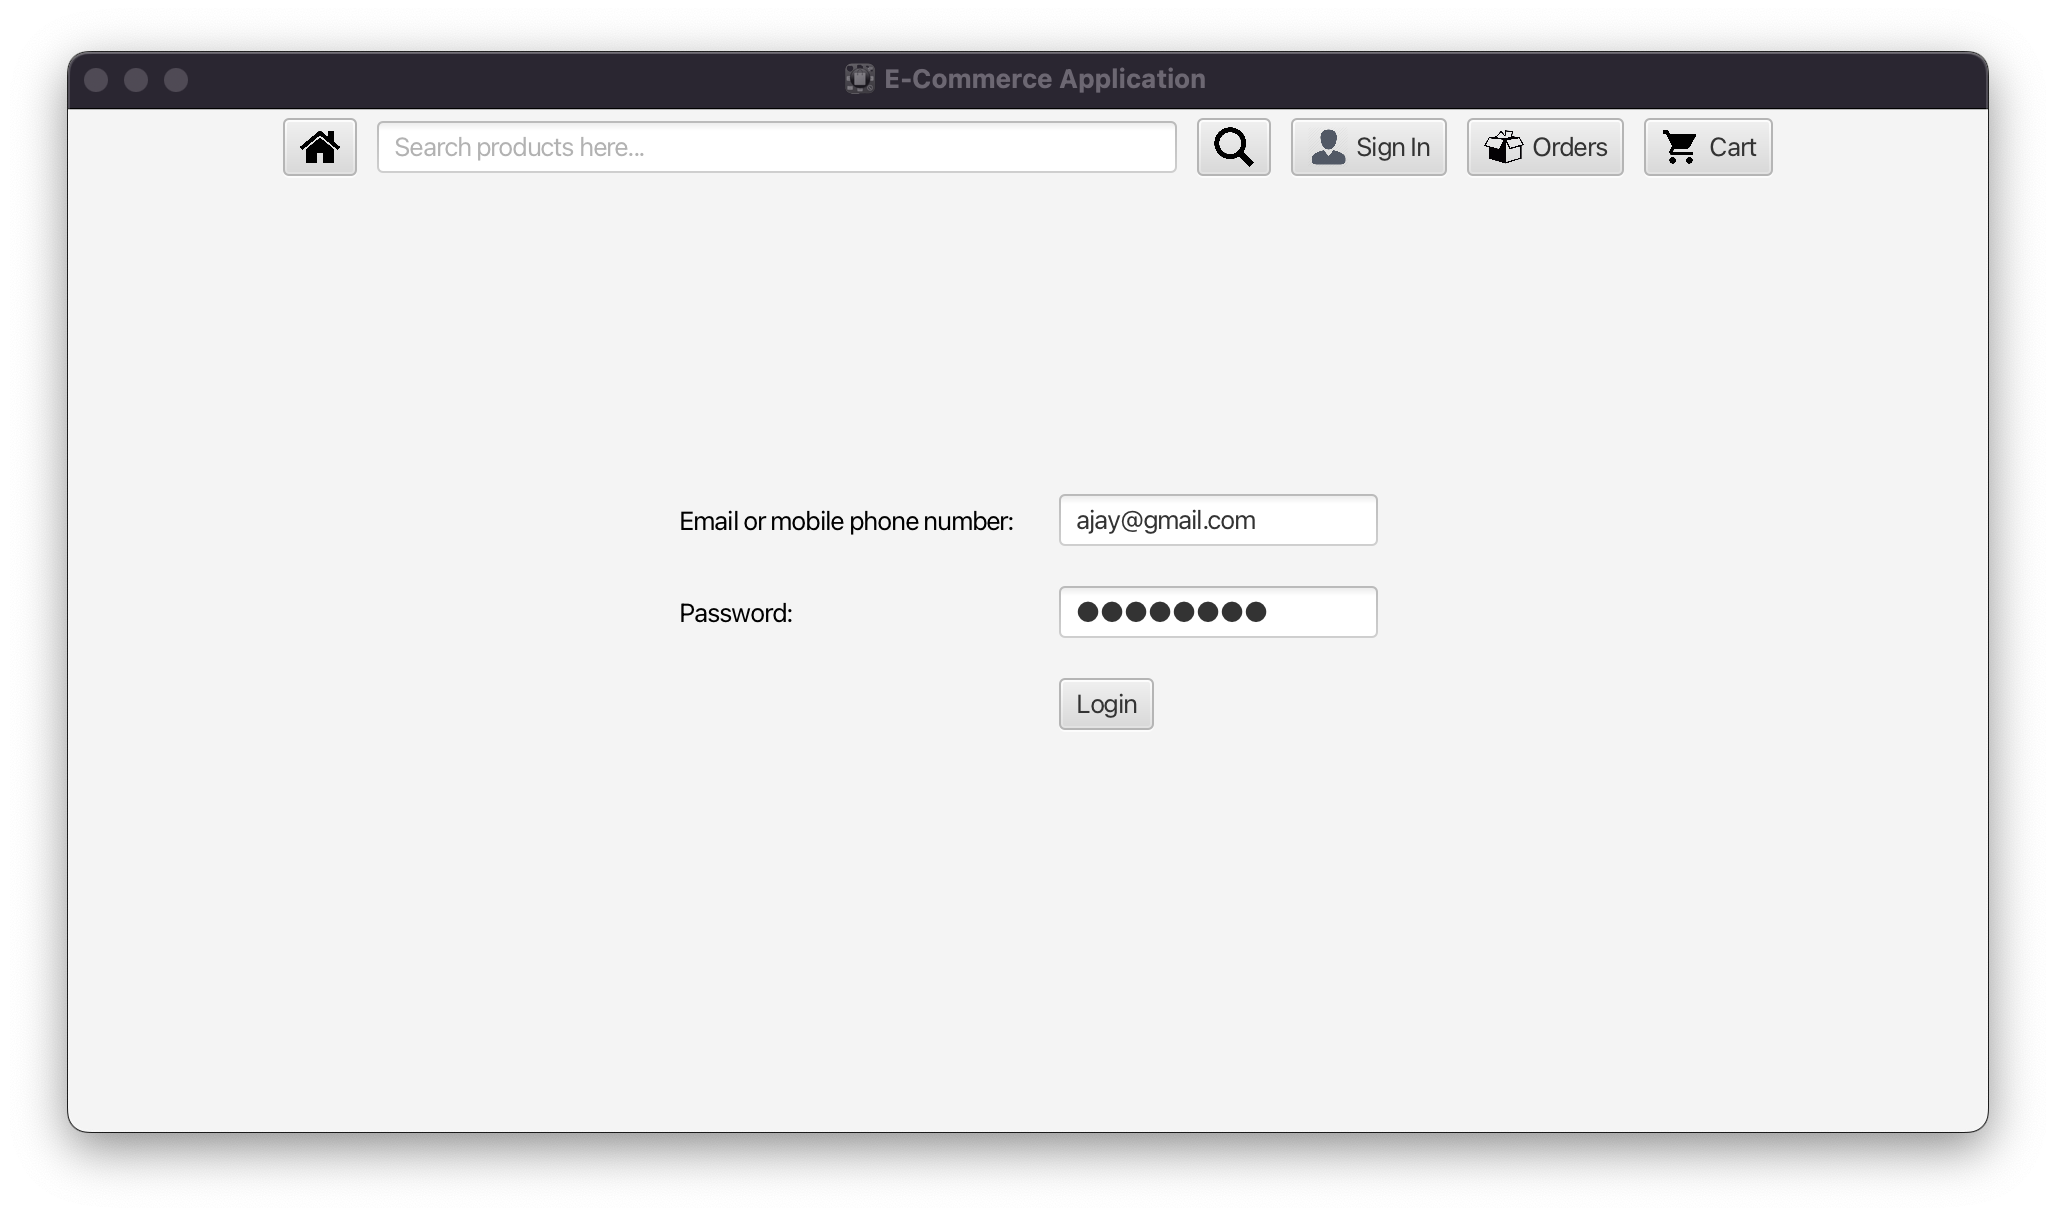 E-Commerce Application
Search products here...
Sign In
Orders
Cart
Email or mobile phone number:
ajay@gmail.com
Password:
●●●●●●●●
Login